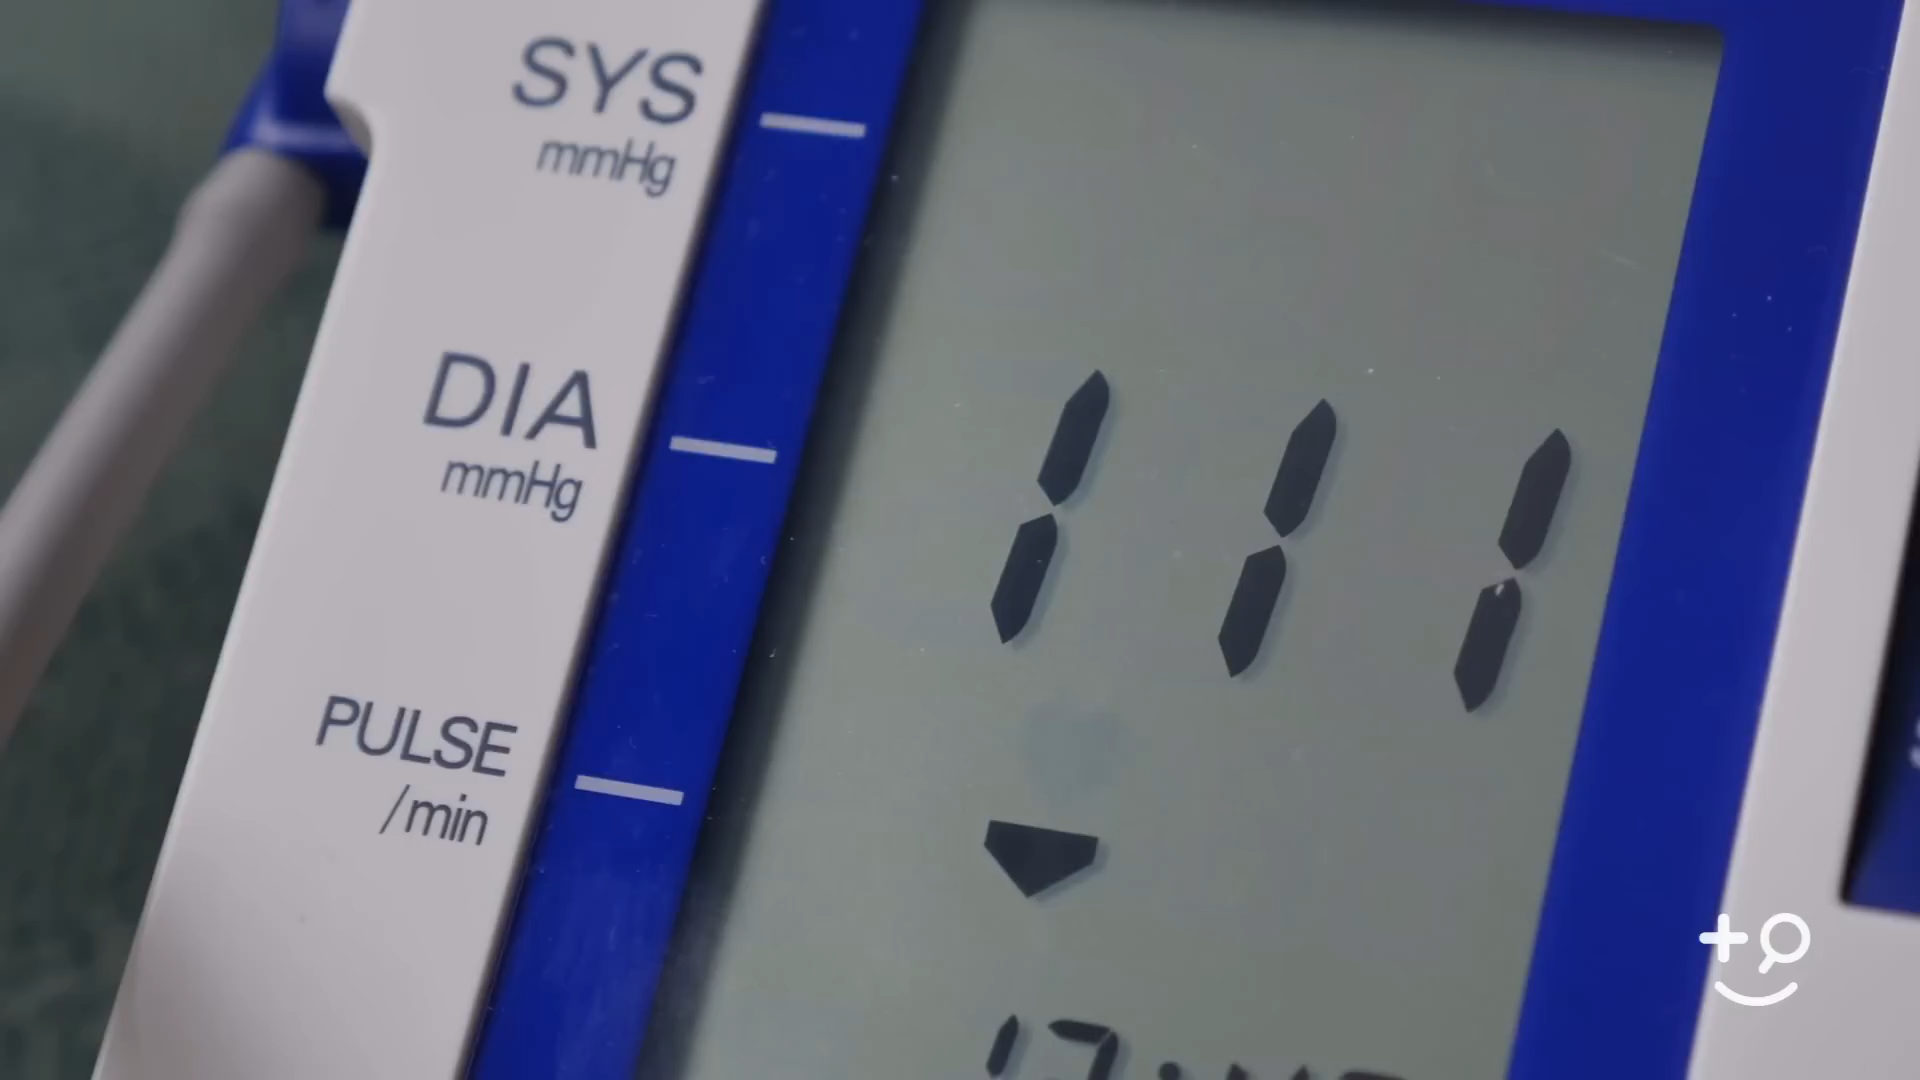 SYS
mmHg
DIA
mmHg
111
PULSE
/min